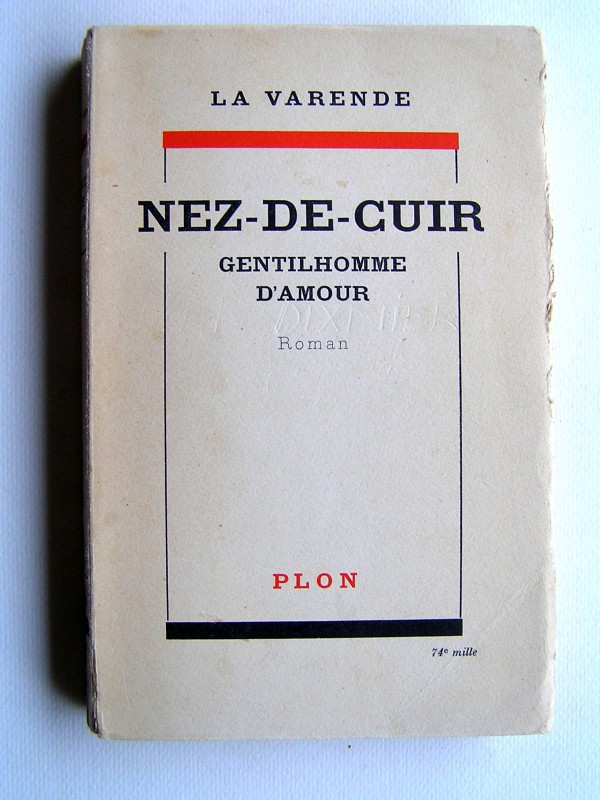 LA VARENDE
NEZ-DE-CUIR
GENTILHOMME
D'AMOUR
Roman
PLON
74e mille